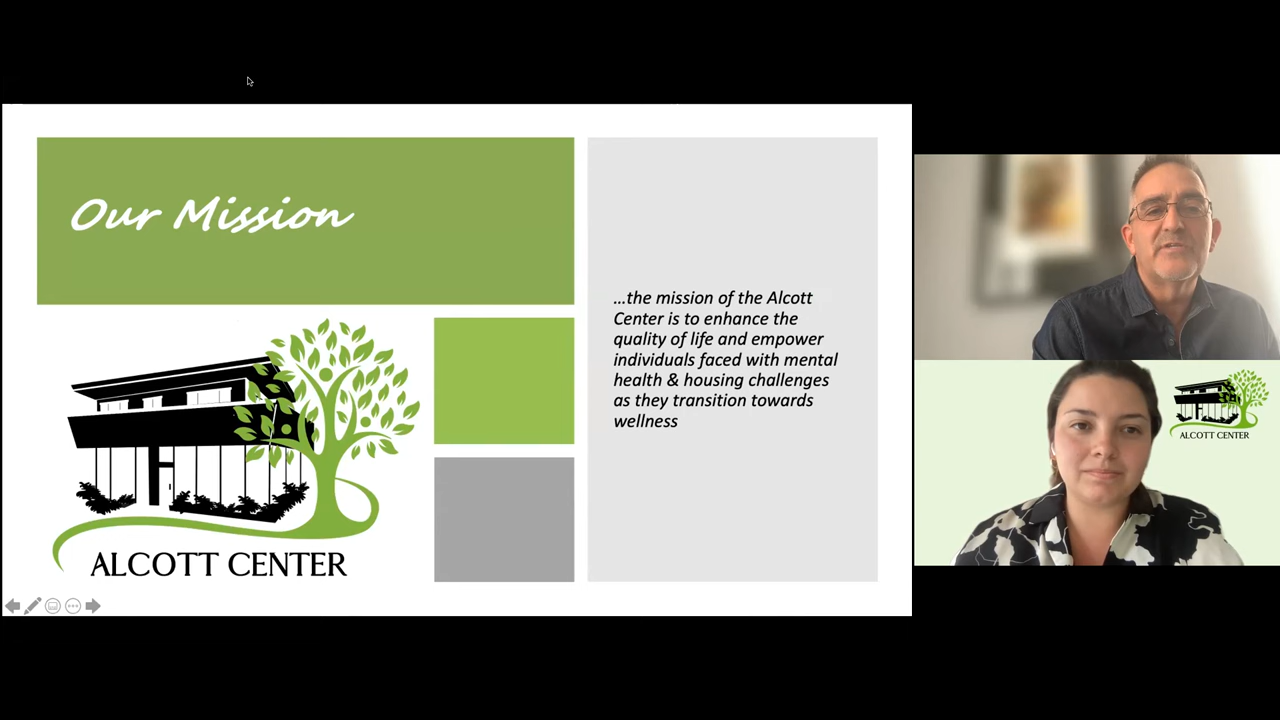 Our Mission
...the mission of the Alcott
Center is to enhance the
quality of life and empower
individuals faced with mental
health & housing challenges
as they transition towards
wellness
ALCOTT CENTER
ALCOTT CENTER